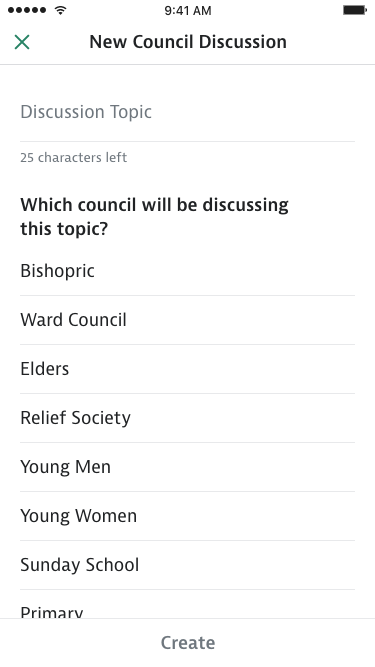 9:41 AM
New Council Discussion
Discussion Topic
25 characters left
Which council will be discussing
this topic?
Bishopric
Ward Council
Elders
Relief Society
Young Men
Young Women
Sunday School
Primary
Create